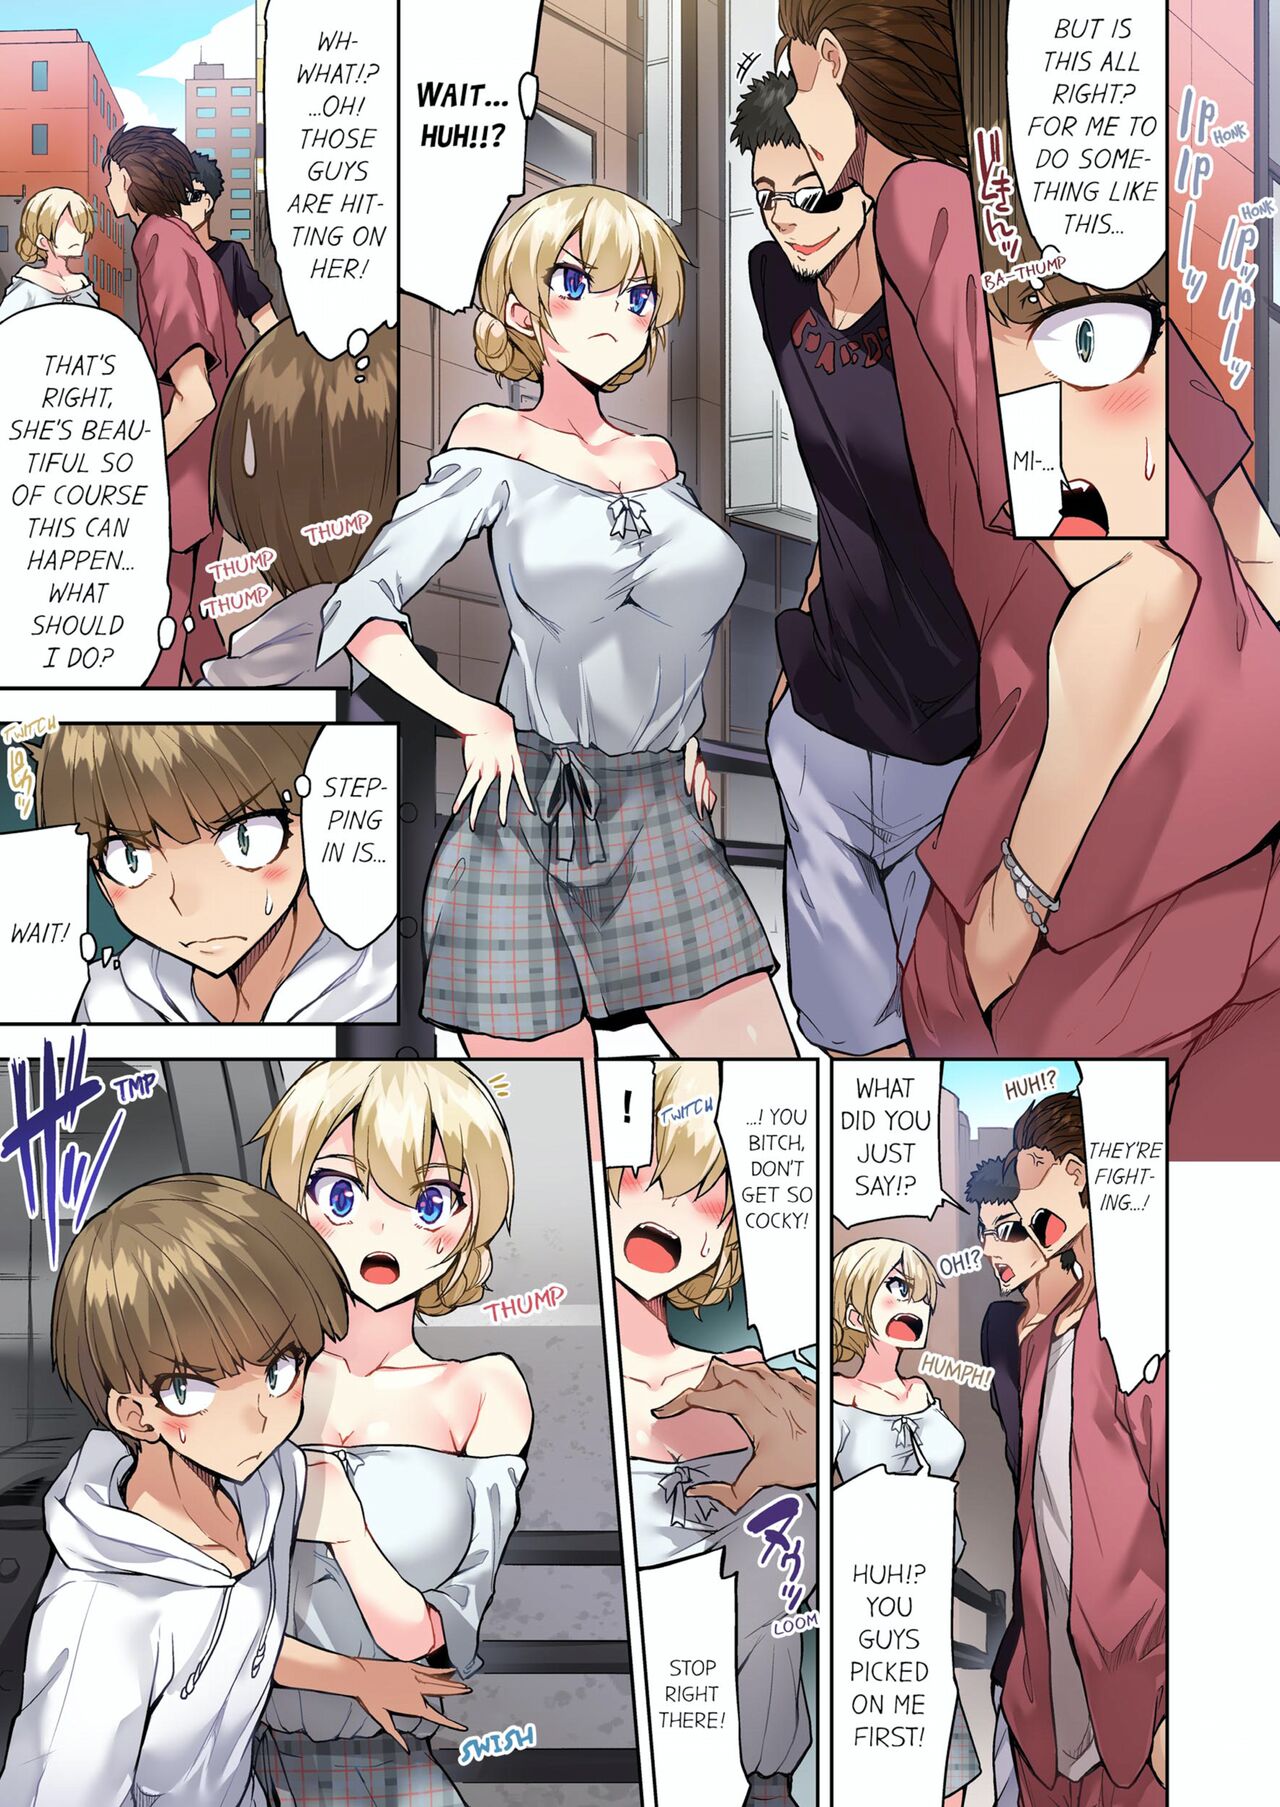 BUT IS
THIS ALL
RIGHT?
FOR ME TO
DO SOME-
THING LIKE
THIS...
HONK
HONK
どきんッ
BA-THUMP
MI-...
WAIT...
HUH!!?
WH-
WHAT!?
...OH!
THOSE
GUYS
ARE HIT-
TING ON
HER!
THAT'S
RIGHT,
SHE'S BEAU-
TIFUL SO
OF COURSE
THIS CAN
HAPPEN...
WHAT
SHOULD
I DO?
THUMP
THUMP
THUMP
STEP-
PING
IN IS...
TWITCH
WAIT!
THEY'RE
FIGHT-
ING...!
HUH!?
WHAT
DID YOU
JUST
SAY!?
OH!?
HUMPH!
HUH!?
YOU
GUYS
PICKED
ON ME
FIRST!
...! YOU
BITCH,
DON'T
GET SO
COCKY!
TWITCH
!
LOOM
STOP
RIGHT
THERE!
TMP
THUMP
SWISH